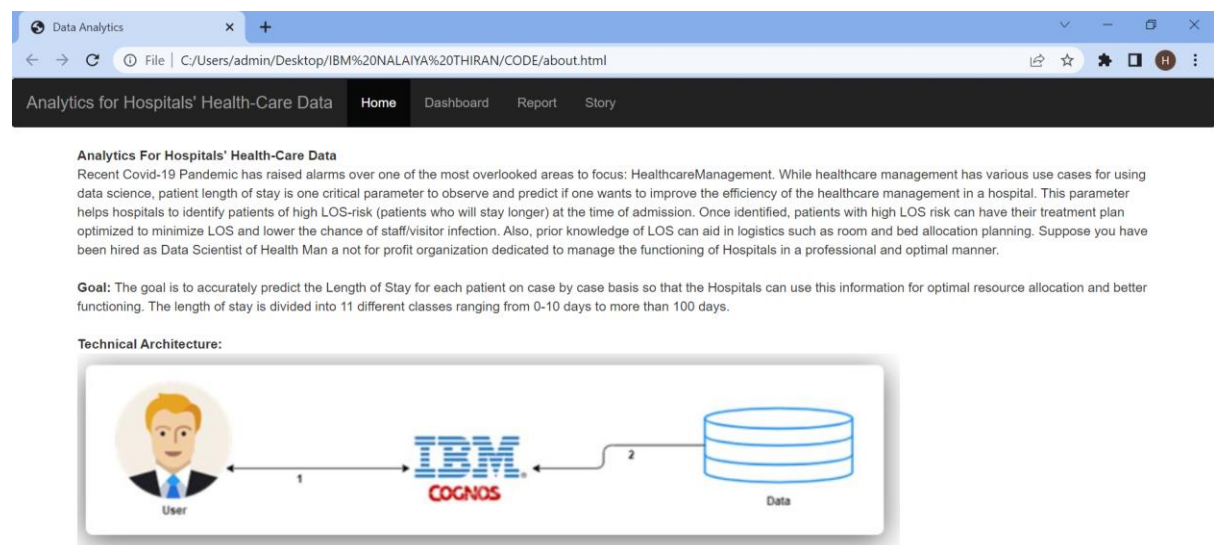 Data Analytics
File | C:/Users/admin/Desktop/IBM%20NALAIYA%20THIRAN/CODE/about.html
H
Analytics for Hospitals' Health-Care Data Home Dashboard Report Story
Analytics For Hospitals' Health-Care Data
Recent Covid-19 Pandemic has raised alarms over one of the most overlooked areas to focus: HealthcareManagement. While healthcare management has various use cases for using
data science, patient length of stay is one critical parameter to observe and predict if one wants to improve the efficiency of the healthcare management in a hospital. This parameter
helps hospitals to identify patients of high LOS-risk (patients who will stay longer) at the time of admission. Once identified, patients with high LOS risk can have their treatment plan
optimized to minimize LOS and lower the chance of staff/visitor infection. Also, prior knowledge of LOS can aid in logistics such as room and bed allocation planning. Suppose you have
been hired as Data Scientist of Health Man a not for profit organization dedicated to manage the functioning of Hospitals in a professional and optimal manner.
Goal: The goal is to accurately predict the Length of Stay for each patient on case by case basis so that the Hospitals can use this information for optimal resource allocation and better
functioning. The length of stay is divided into 11 different classes ranging from 0-10 days to more than 100 days.
Technical Architecture:
IBM®
COGNOS
1
2
User
Data